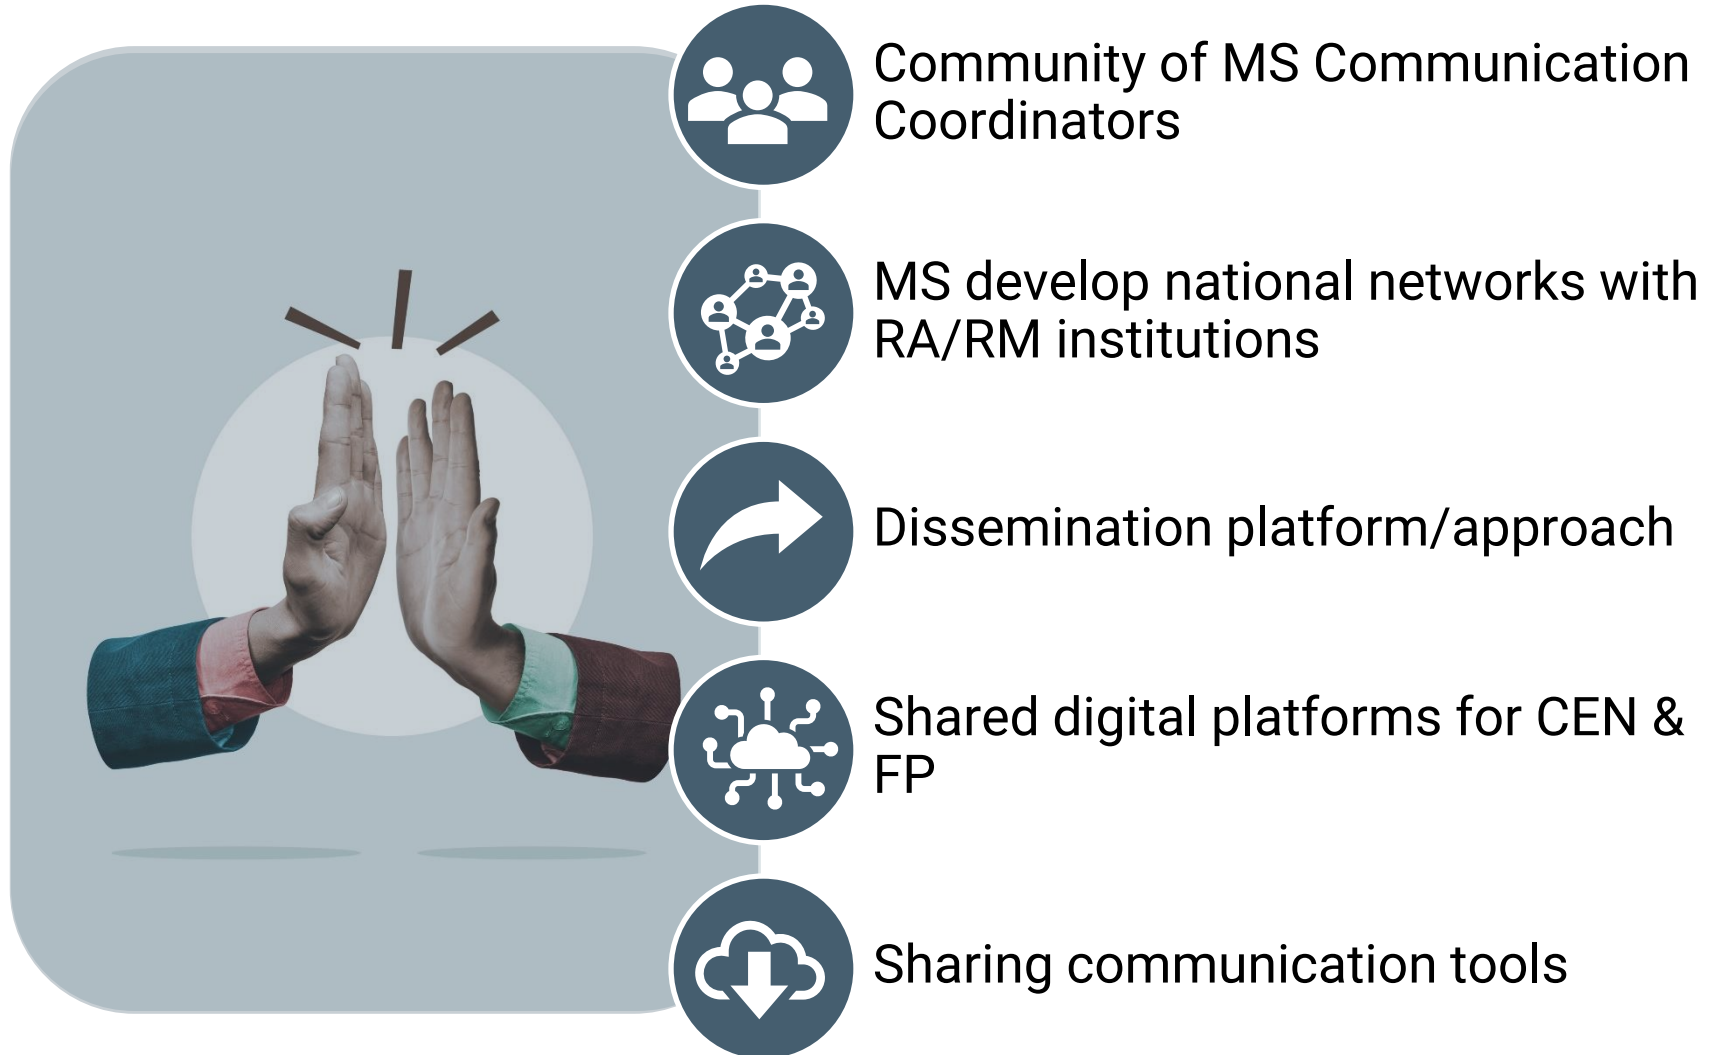 Community of MS Communication
Coordinators
MS develop national networks with
RA/RM institutions
Dissemination platform/approach
Shared digital platforms for CEN &
FP
Sharing communication tools